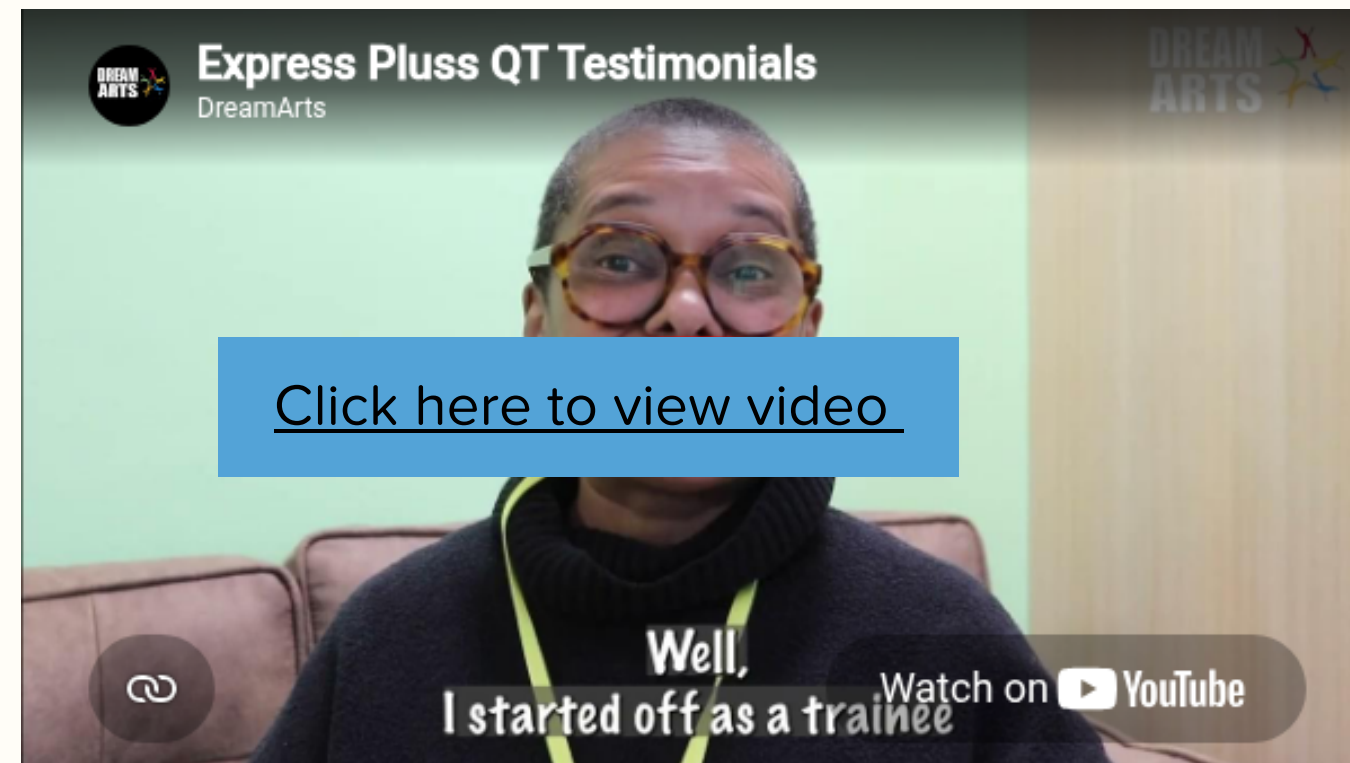 DREAM
ARTS
Express Pluss QT Testimonials
DreamArts
DREAM
ARTS
Click here to view video
Well,
I started off as a trainee
Watch on YouTube